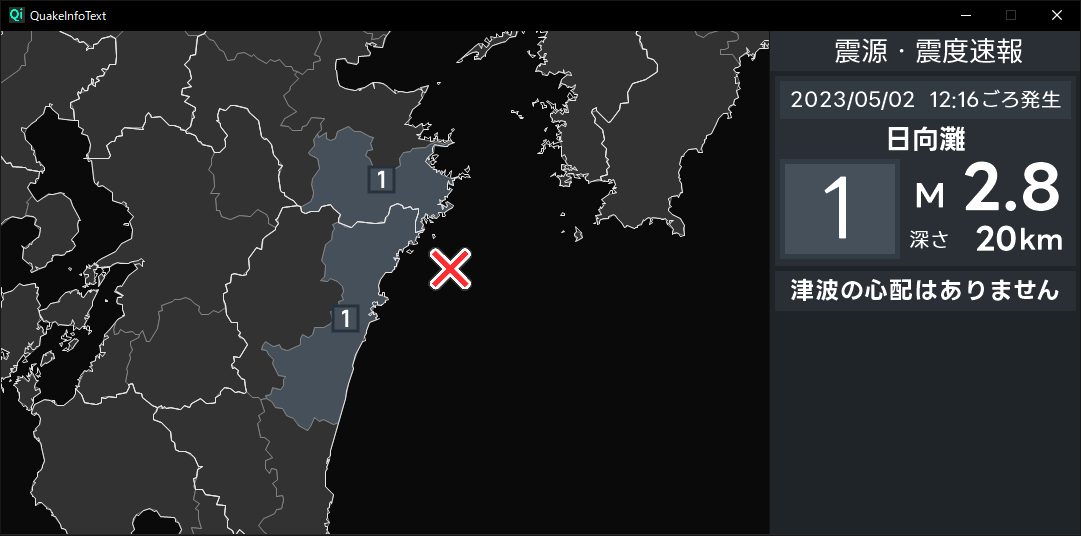 QuakeInfoText
震源・震度速報
2023/05/02 12:16ごろ発生
日向灘
1
M 2.8
深さ 20km
津波の心配はありません
1
1